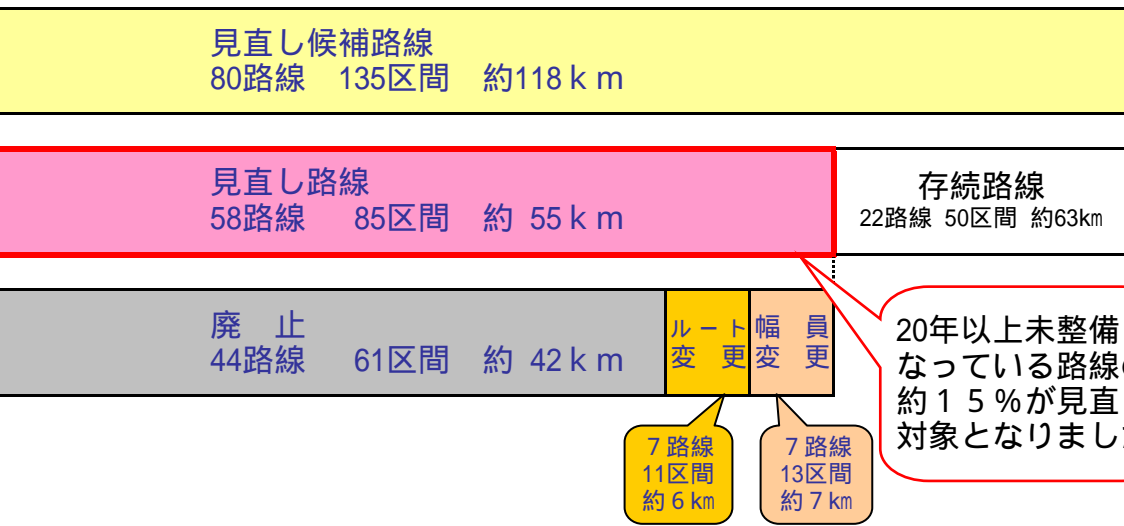 見直し候補路線
80路線 135区間 約118ｋｍ
見直し路線
58路線 85区間 約 55ｋｍ
存続路線
22路線 50区間 約63㎞
廃 止
44路線 61区間 約 42ｋｍ
ルート
変 更
幅 員
変 更
７路線
11区間
約６㎞
７路線
13区間
約７㎞
20年以上未整備
なっている路線
約１５％が見直
対象となりまし